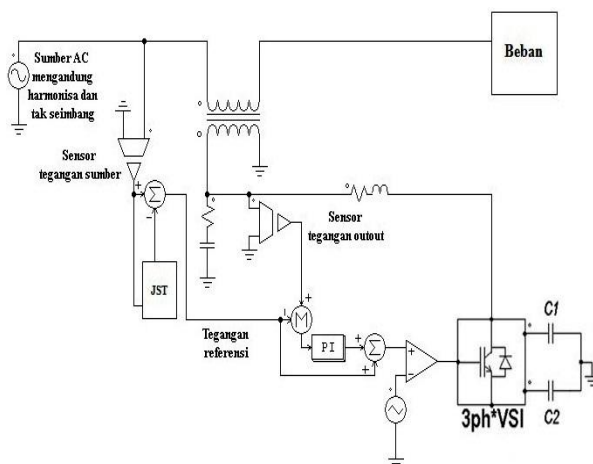 Sumber AC
mengandung
harmonisa dan
tak seimbang
Beban
Sensor
tegangan sumber
+
Σ
-
JST
Sensor
tegangan outout
+
-
M
Tegangan
referensi
PI
+
Σ
+
+
-
C1
C2
3ph*VSI